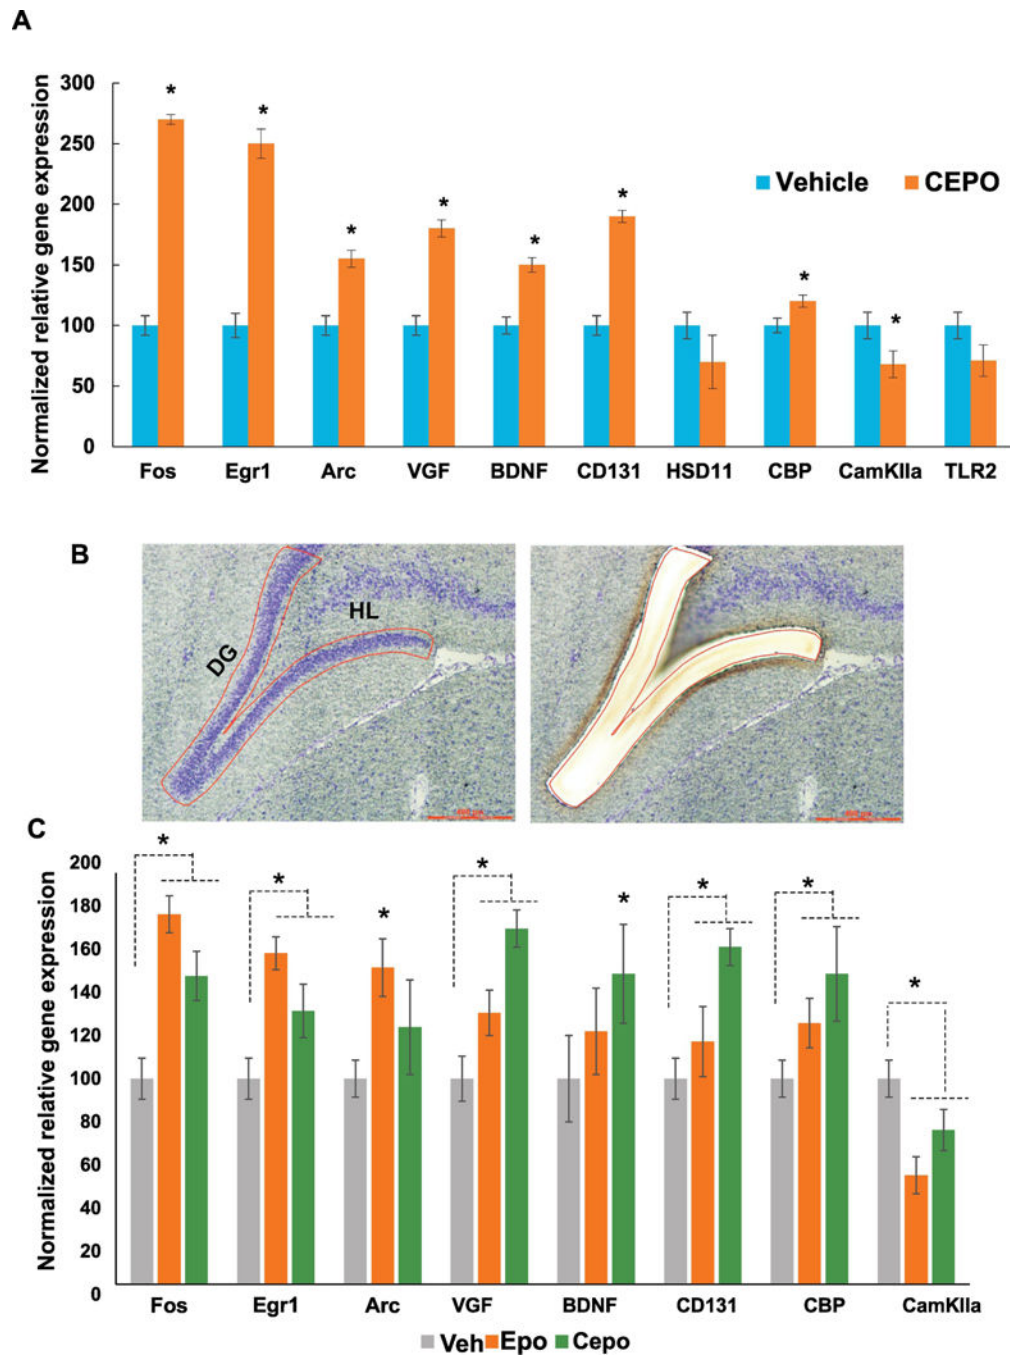 A
Normalized relative gene expression
300
250
200
150
100
50
0
* * * * * * * *
Vehicle CEPO
Fos Egr1 Arc VGF BDNF CD131 HSD11 CBP CamKIIa TLR2
B
DG HL
C
Normalized relative gene expression
200
180
160
140
120
100
80
60
40
20
0
* * * * * * * *
Fos Egr1 Arc VGF BDNF CD131 CBP CamKIIa
Veh Epo Cepo